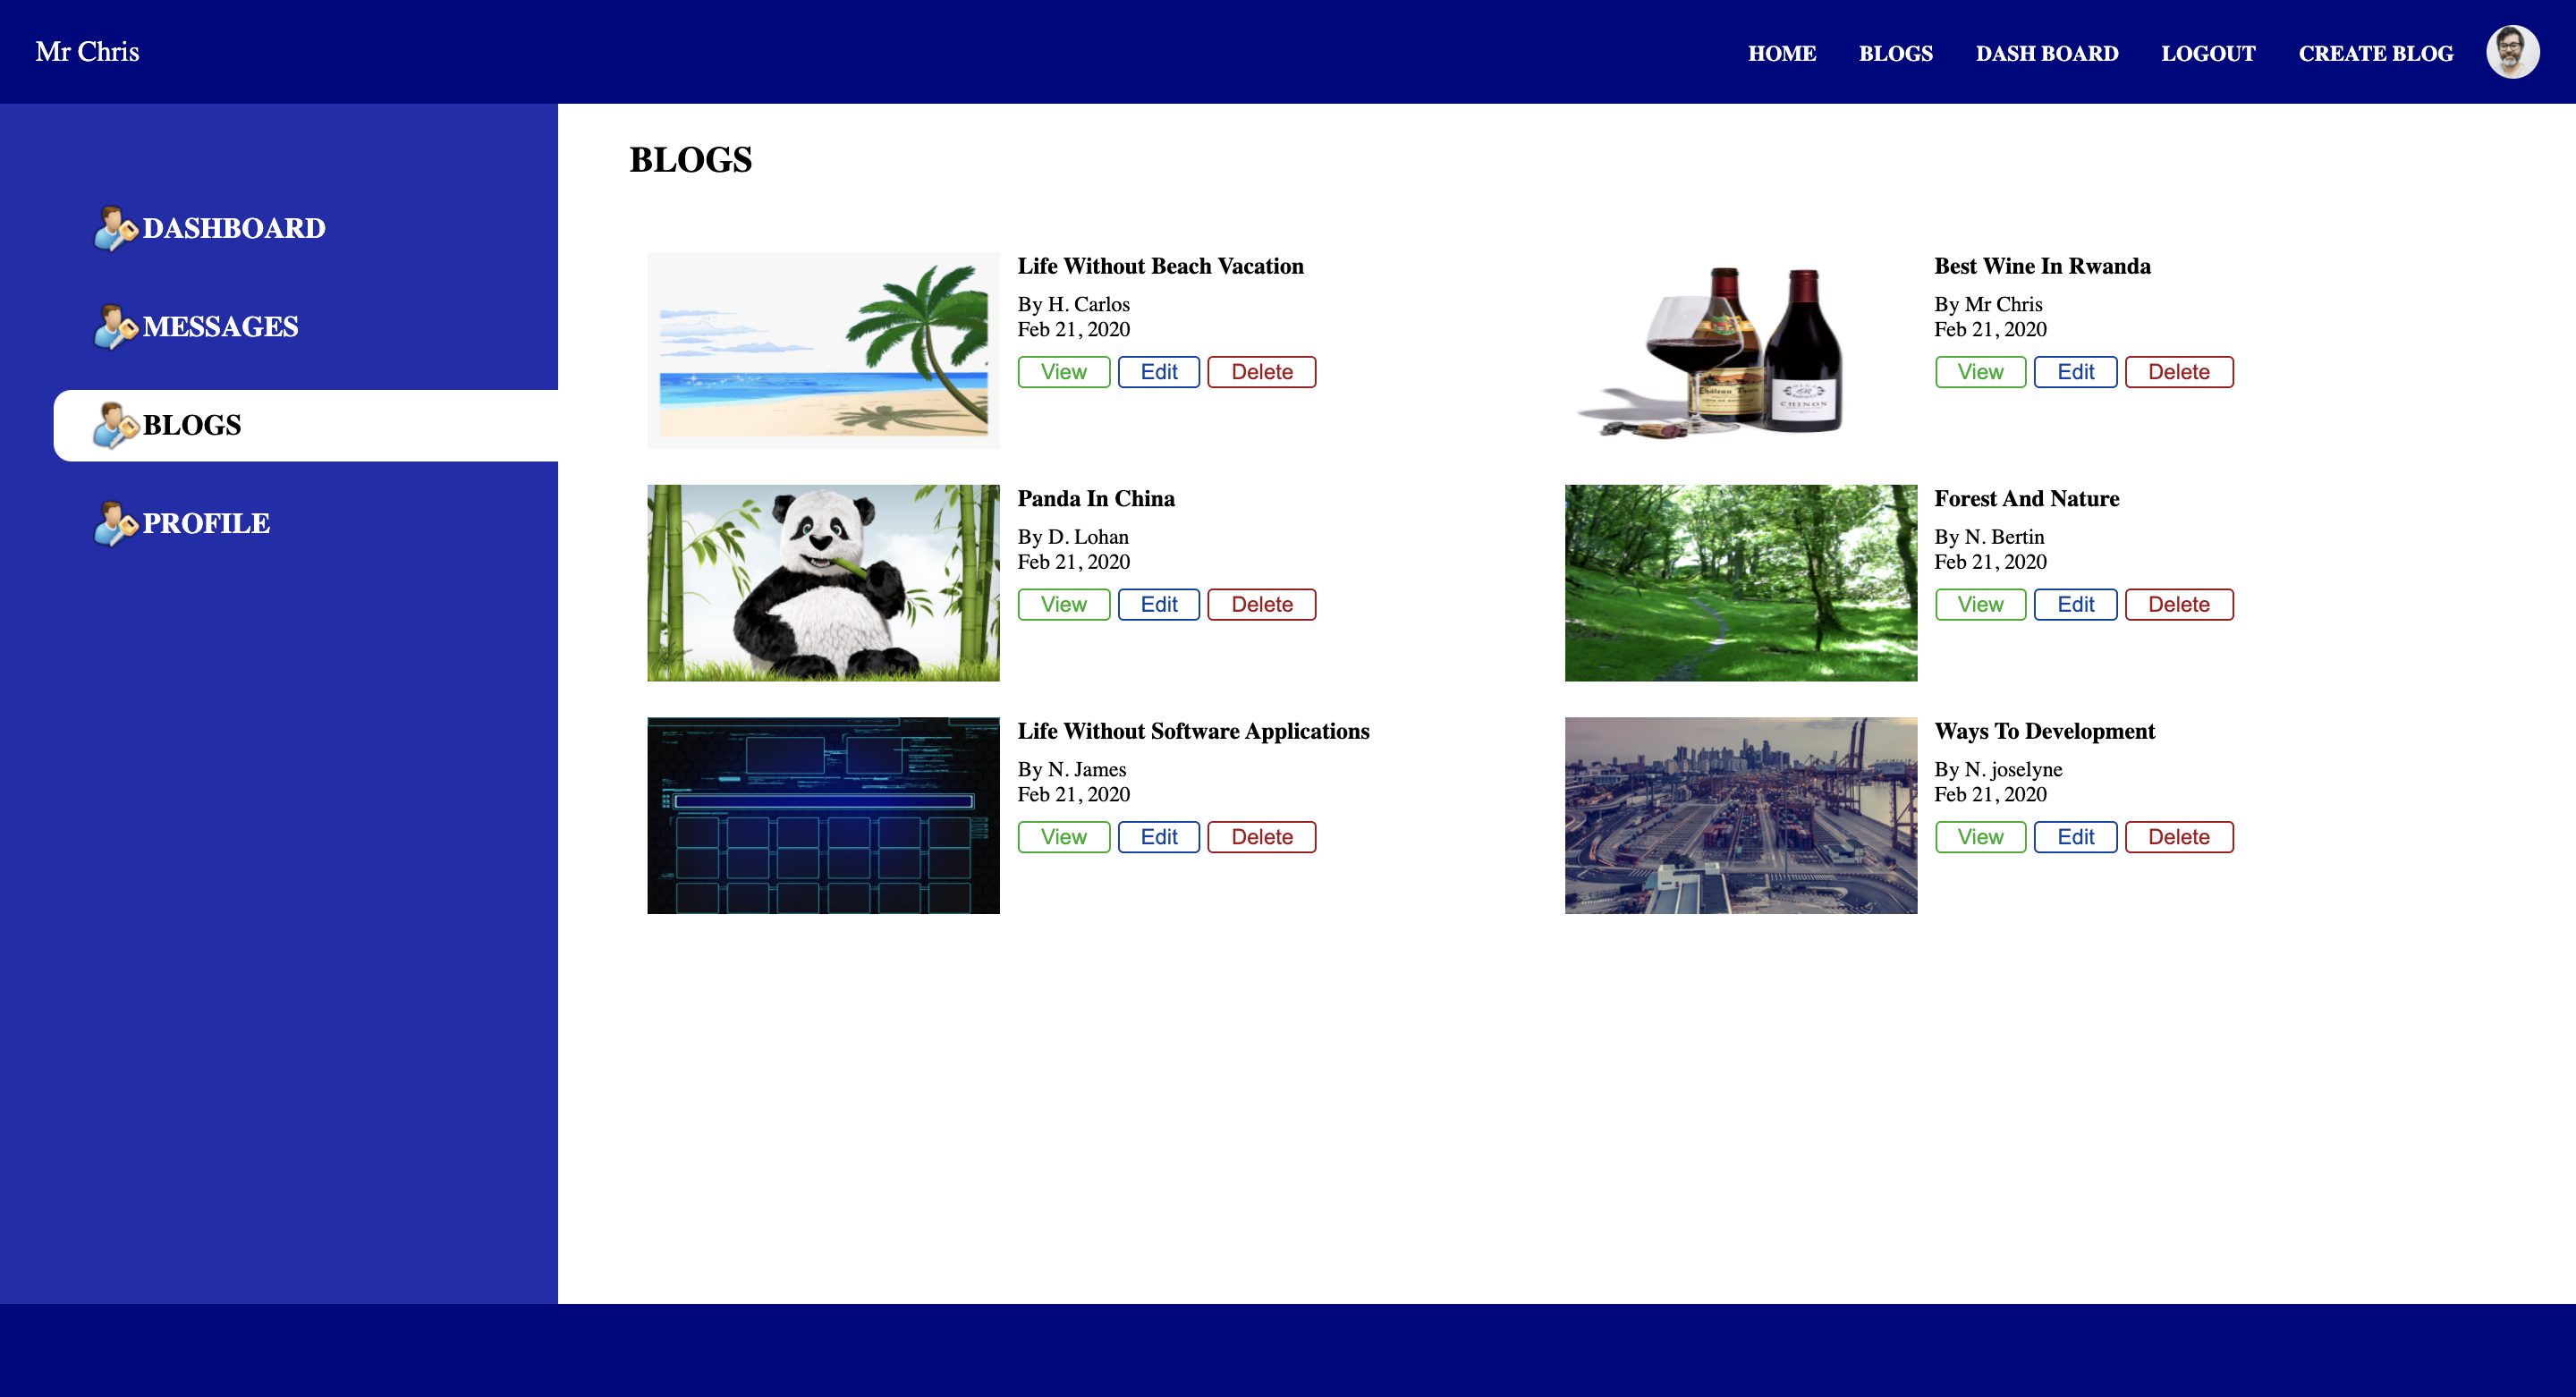 Mr Chris
HOME BLOGS DASH BOARD LOGOUT CREATE BLOG
DASHBOARD
MESSAGES
BLOGS
PROFILE
BLOGS
Life Without Beach Vacation
By H. Carlos
Feb 21, 2020
View Edit Delete
CHINON
Best Wine In Rwanda
By Mr Chris
Feb 21, 2020
View Edit Delete
Panda In China
By D. Lohan
Feb 21, 2020
View Edit Delete
Forest And Nature
By N. Bertin
Feb 21, 2020
View Edit Delete
Life Without Software Applications
By N. James
Feb 21, 2020
View Edit Delete
Ways To Development
By N. joselyne
Feb 21, 2020
View Edit Delete